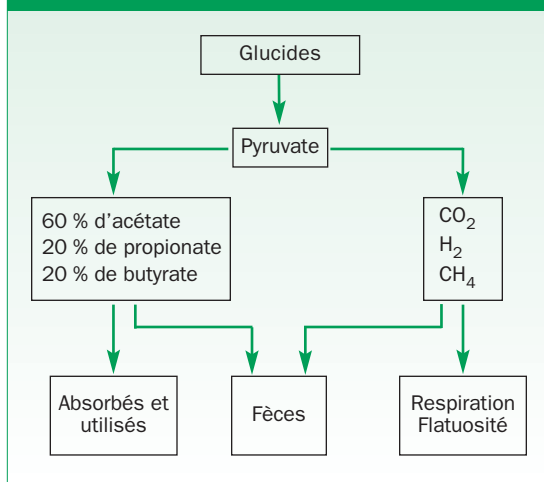 Glucides
Pyruvate
60 % d'acétate
20 % de propionate
20 % de butyrate
CO₂
H₂
CH₄
Absorbés et
utilisés
Fèces
Respiration
Flatuosité